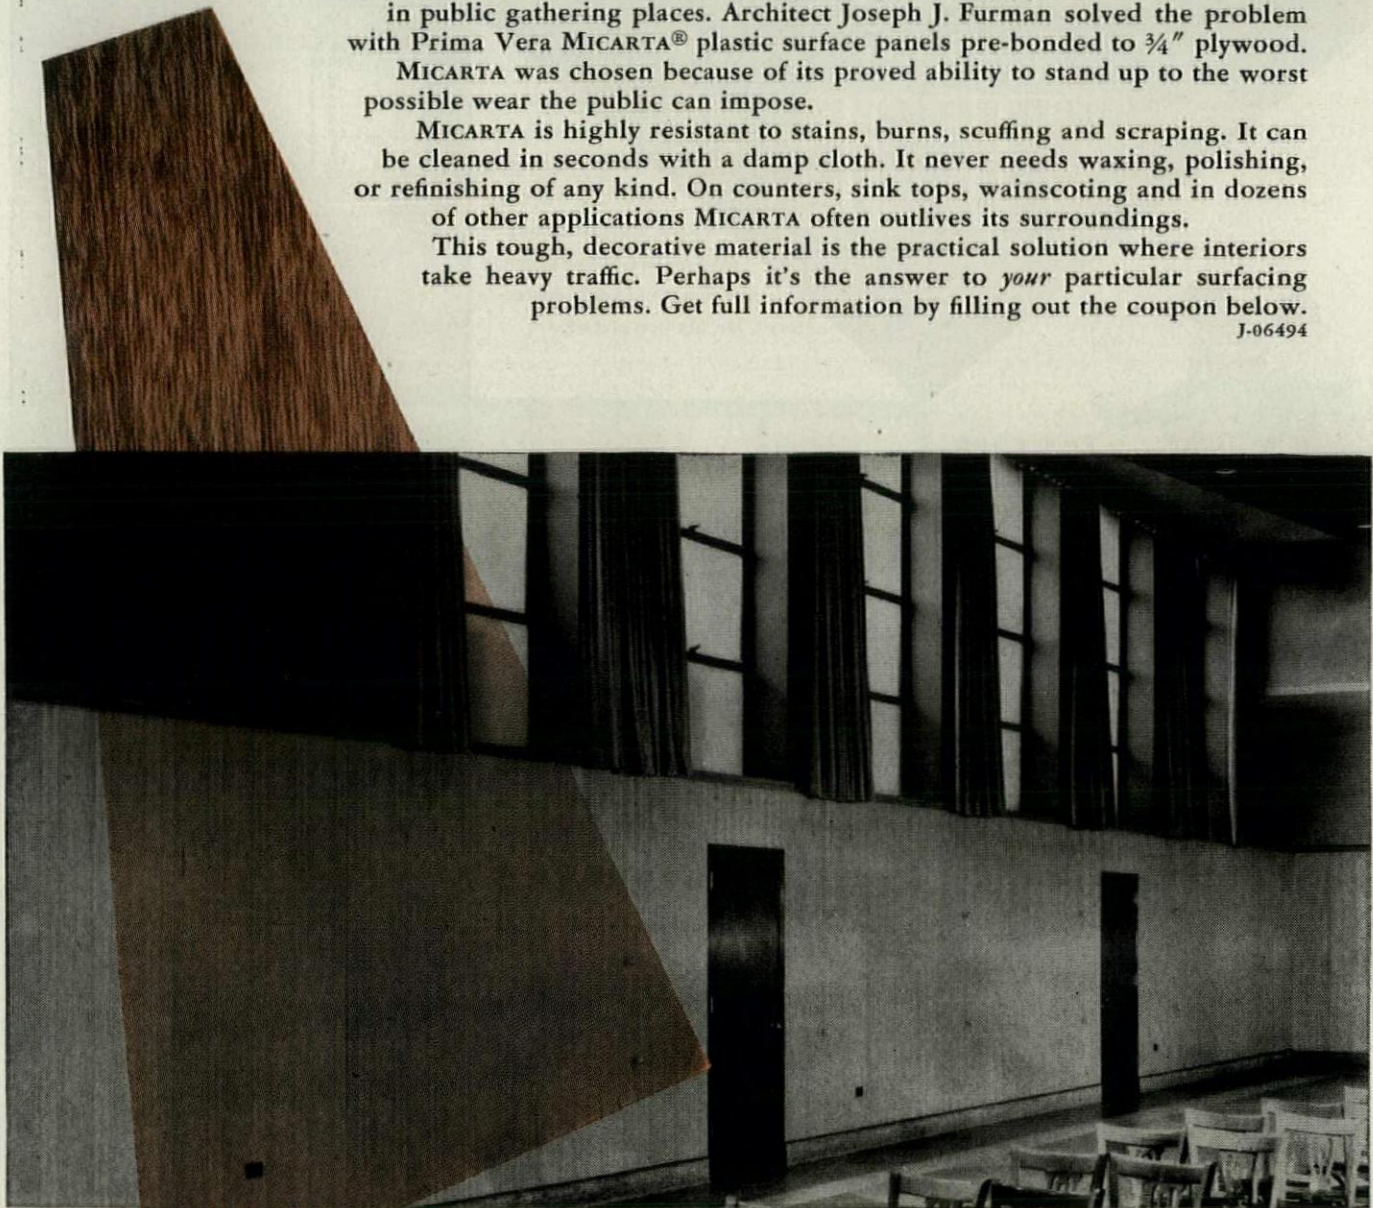 in public gathering places. Architect Joseph J. Furman solved the problem
with Prima Vera MICARTA® plastic surface panels pre-bonded to ¾″ plywood.
MICARTA was chosen because of its proved ability to stand up to the worst
possible wear the public can impose.
MICARTA is highly resistant to stains, burns, scuffing and scraping. It can
be cleaned in seconds with a damp cloth. It never needs waxing, polishing,
or refinishing of any kind. On counters, sink tops, wainscoting and in dozens
of other applications MICARTA often outlives its surroundings.
This tough, decorative material is the practical solution where interiors
take heavy traffic. Perhaps it's the answer to your particular surfacing
problems. Get full information by filling out the coupon below.
J-06494